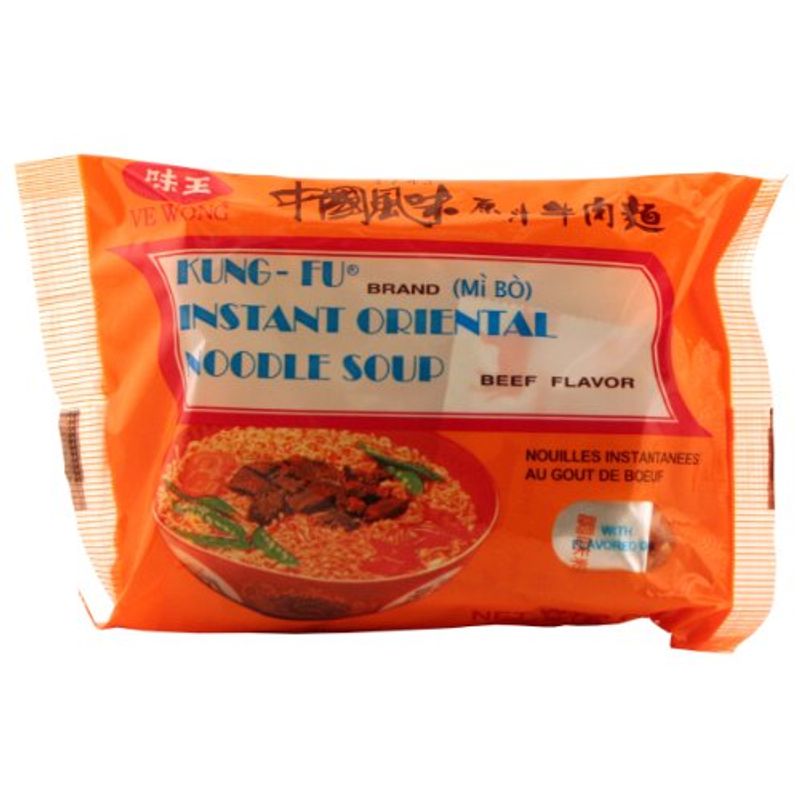 味王
VE WONG
中國風味 原汁牛肉麵
KUNG-FU® BRAND (MÌ BÒ)
INSTANT ORIENTAL
NOODLE SOUP BEEF FLAVOR
NOUILLES INSTANTANEES
AU GOUT DE BOEUF
WITH
FLAVORED
NET